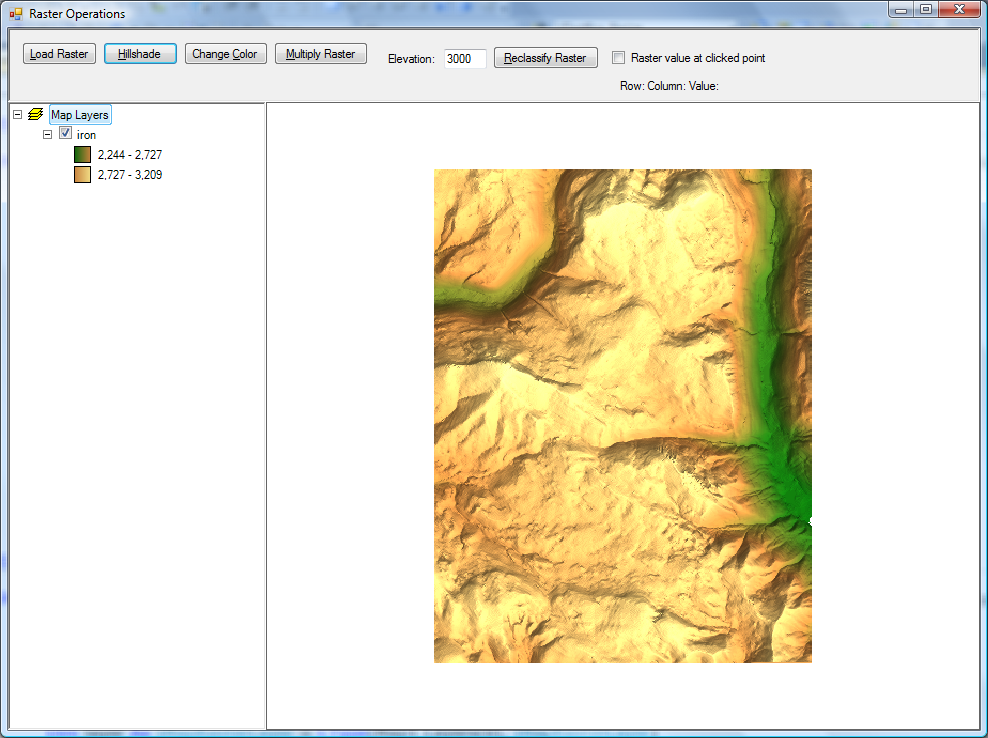 Raster Operations
Load Raster Hillshade Change Color Multiply Raster Elevation: 3000 Reclassify Raster Raster value at clicked point
Row: Column: Value:
Map Layers
iron
2,244 - 2,727
2,727 - 3,209